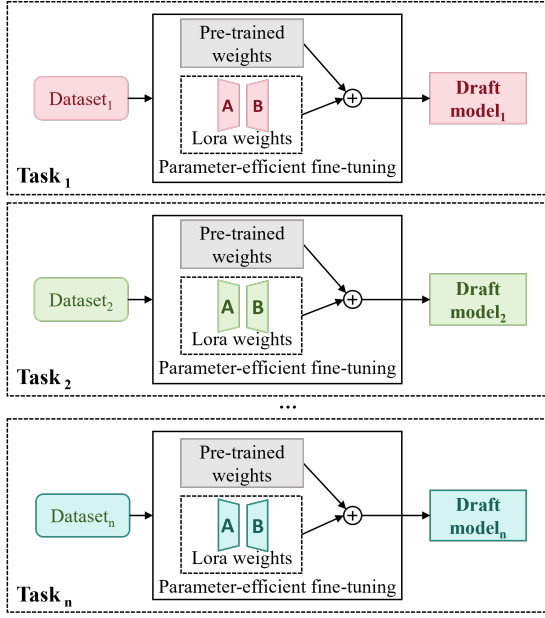 Pre-trained
weights
Dataset₁
A B
Lora weights
Parameter-efficient fine-tuning
Draft
model₁
Task ₁
Pre-trained
weights
Dataset₂
A B
Lora weights
Parameter-efficient fine-tuning
Draft
model₂
Task ₂
...
Pre-trained
weights
Datasetₙ
A B
Lora weights
Parameter-efficient fine-tuning
Draft
modelₙ
Task ₙ